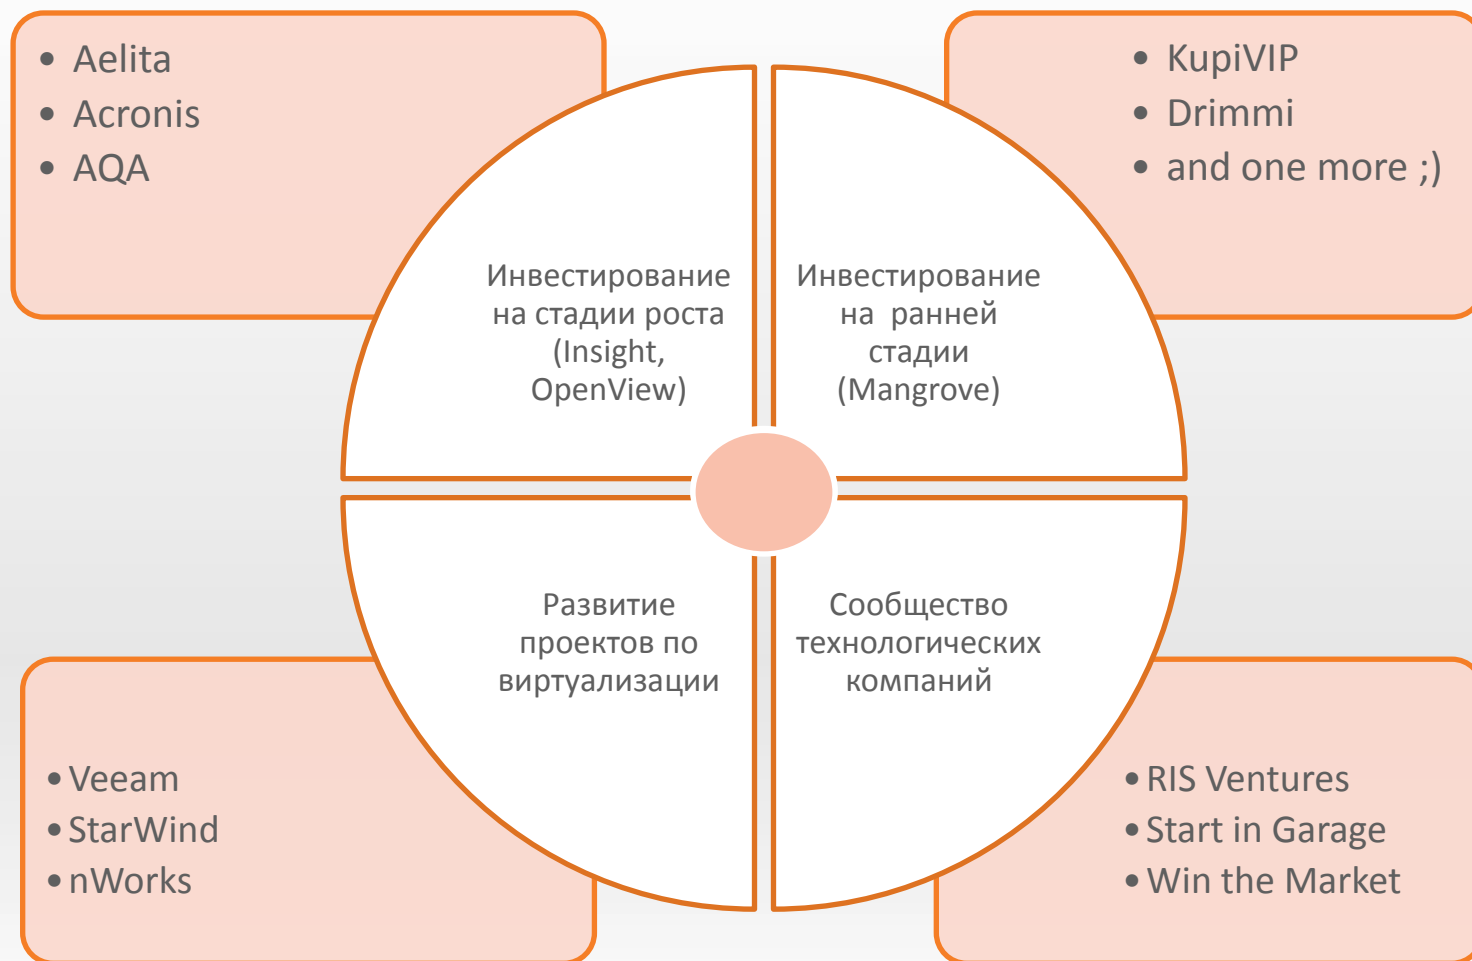 • Aelita
• Acronis
• AQA
• KupiVIP
• Drimmi
• and one more ;)
Инвестирование
на стадии роста
(Insight,
OpenView)
Инвестирование
на ранней
стадии
(Mangrove)
Развитие
проектов по
виртуализации
Сообщество
технологических
компаний
• Veeam
• StarWind
• nWorks
• RIS Ventures
• Start in Garage
• Win the Market